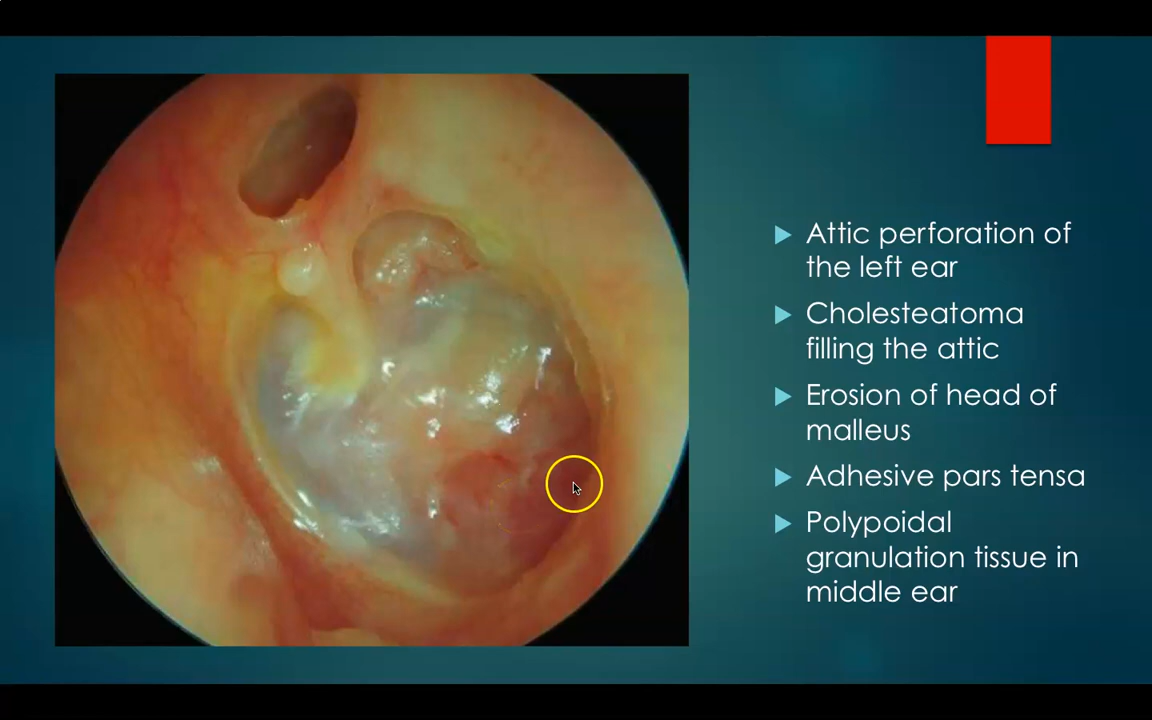 Attic perforation of
the left ear
Cholesteatoma
filling the attic
Erosion of head of
malleus
Adhesive pars tensa
Polypoidal
granulation tissue in
middle ear